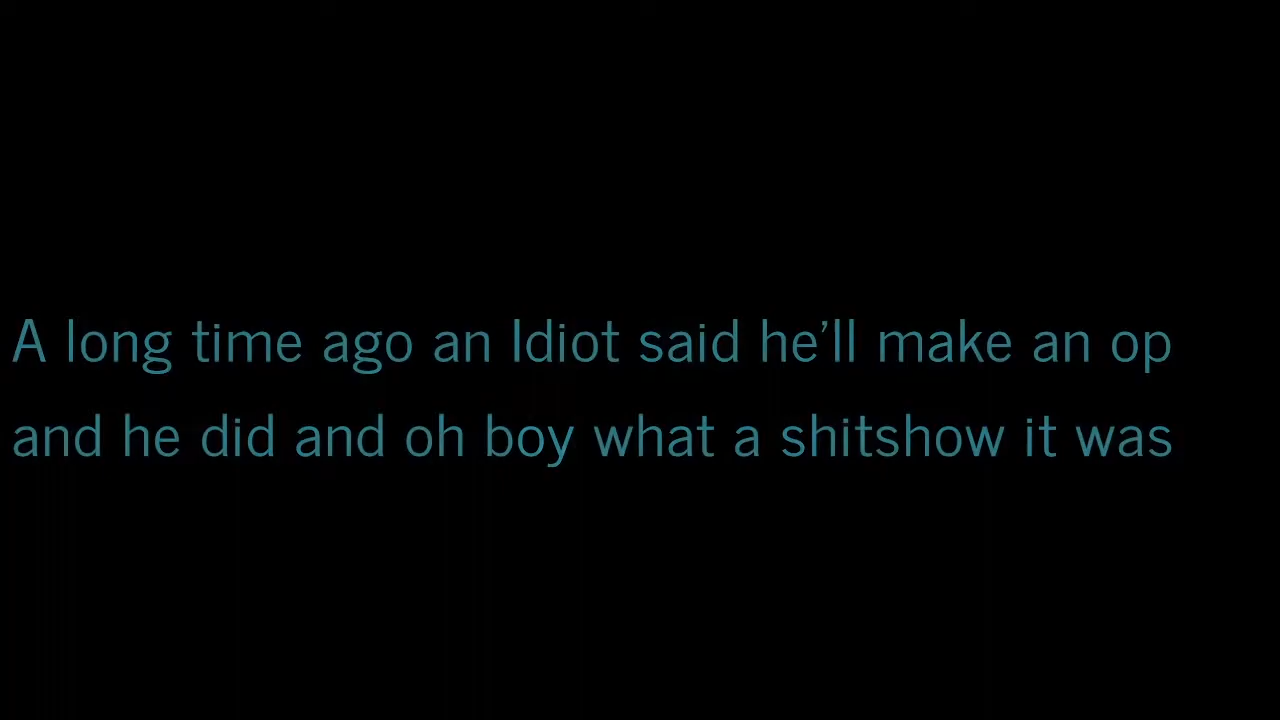 A long time ago an Idiot said he’ll make an op
and he did and oh boy what a shitshow it was